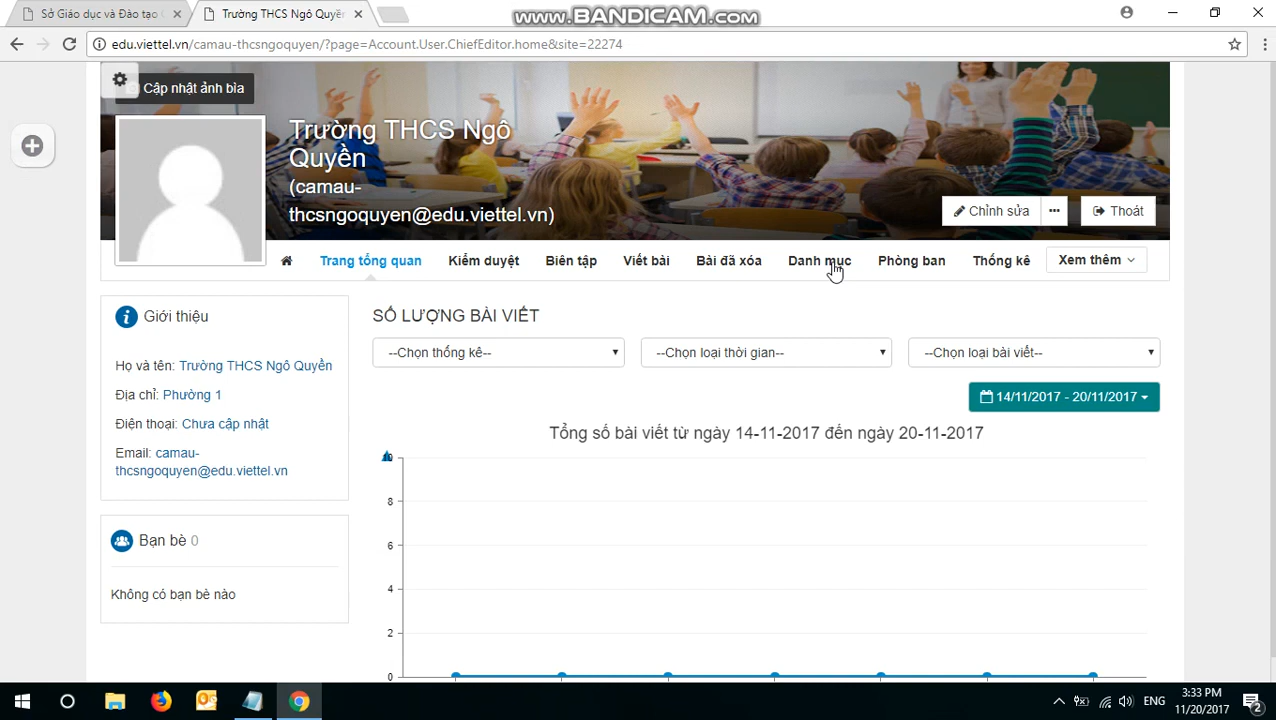 Sở Giáo dục và Đào tạo
Trường THCS Ngô Quyền
www.BANDICAM.com
edu.viettel.vn/camau-thcsngoquyen/?page=Account.User.ChiefEditor.home&site=22274
Cập nhật ảnh bìa
Trường THCS Ngô
Quyền
(camau-
thcsngoquyen@edu.viettel.vn)
Chỉnh sửa
Thoát
Trang tổng quan
Kiểm duyệt
Biên tập
Viết bài
Bài đã xóa
Danh mục
Phòng ban
Thống kê
Xem thêm
Giới thiệu
Họ và tên: Trường THCS Ngô Quyền
Địa chỉ: Phường 1
Điện thoại: Chưa cập nhật
Email: camau-
thcsngoquyen@edu.viettel.vn
Bạn bè 0
Không có bạn bè nào
SỐ LƯỢNG BÀI VIẾT
--Chọn thống kê--
--Chọn loại thời gian--
--Chọn loại bài viết--
14/11/2017 - 20/11/2017
Tổng số bài viết từ ngày 14-11-2017 đến ngày 20-11-2017
10
8
6
4
2
0
ENG
3:33 PM
11/20/2017
2